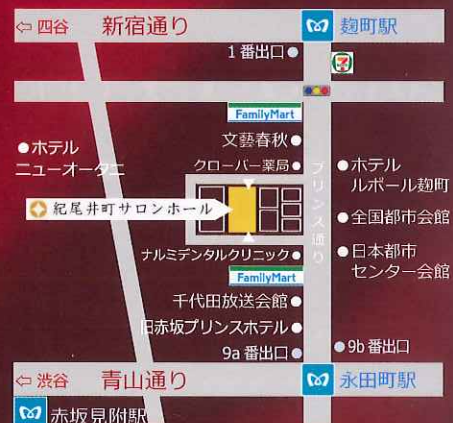 ⇦ 四谷 新宿通り 麹町駅
1 番出口
7
FamilyMart
文藝春秋
クローバー薬局
ホテル
ニューオータニ
プリンス通り
ホテル
ルポール麹町
紀尾井町サロンホール
全国都市会館
ナルミデンタルクリニック
日本都市
センター会館
FamilyMart
千代田放送会館
旧赤坂プリンスホテル
9a 番出口
9b 番出口
⇦ 渋谷 青山通り 永田町駅
赤坂見附駅